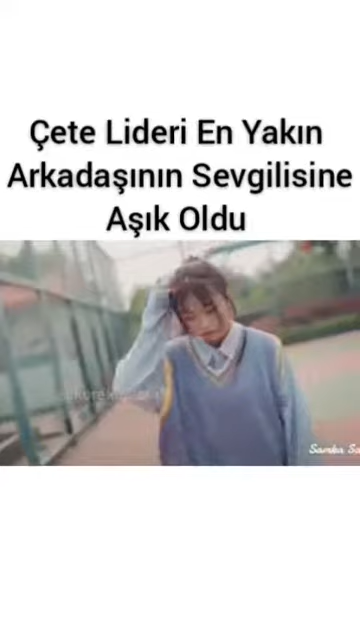 Çete Lideri En Yakın
Arkadaşının Sevgilisine
Aşık Oldu